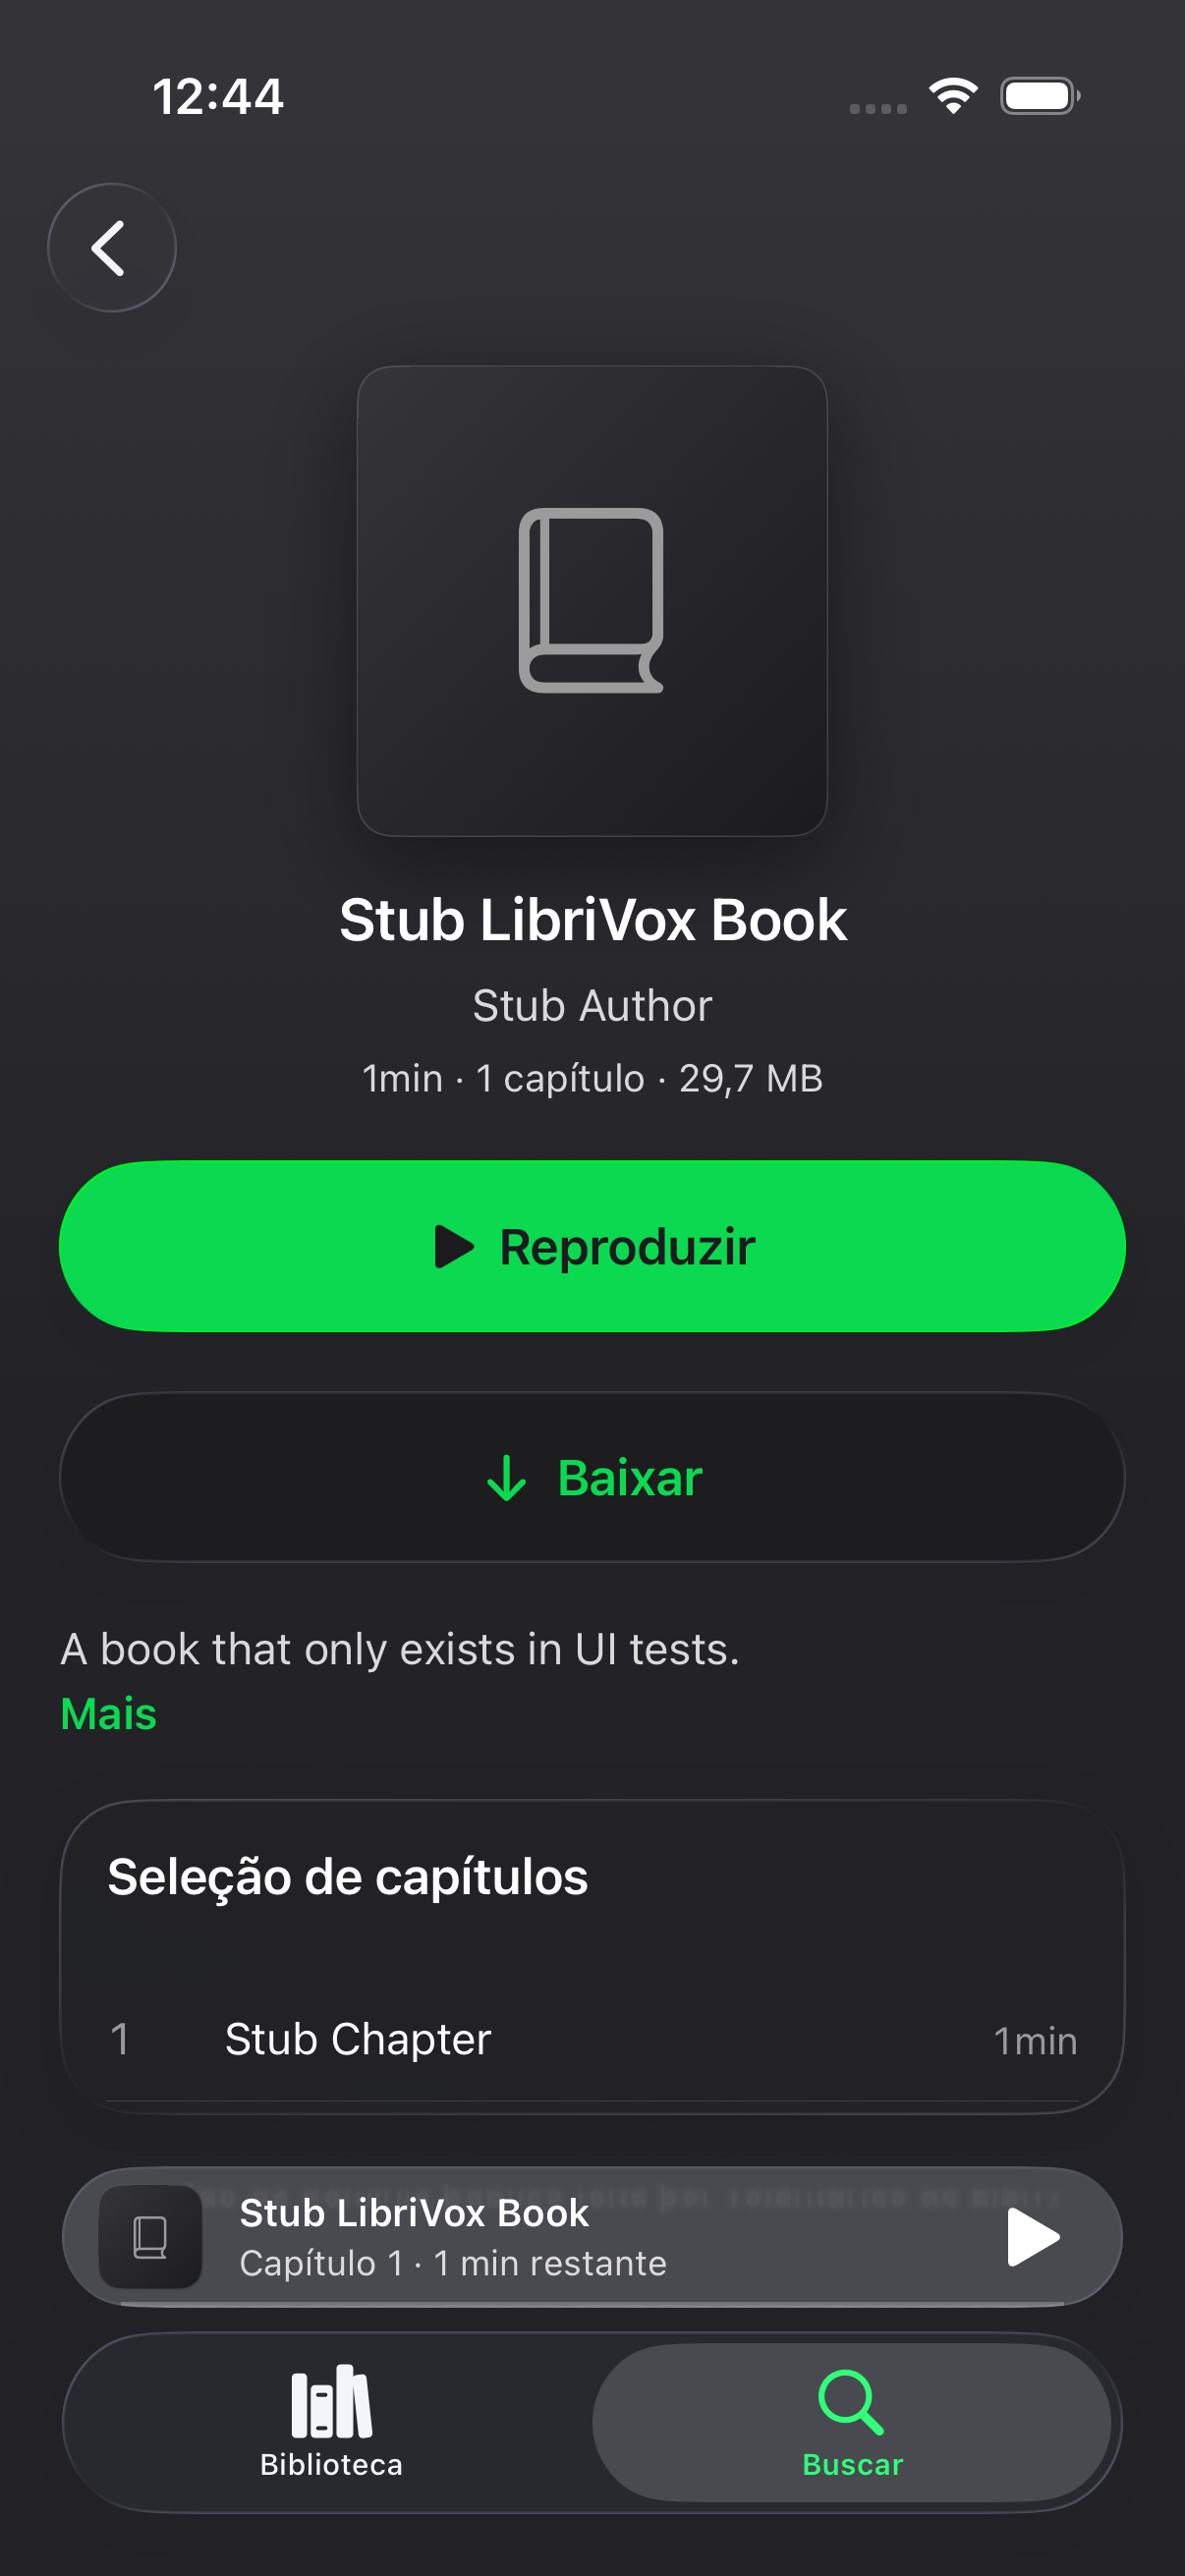 12:44
Stub LibriVox Book
Stub Author
1min · 1 capítulo · 29,7 MB
Reproduzir
Baixar
A book that only exists in UI tests.
Mais
Seleção de capítulos
1 Stub Chapter 1min
Stub LibriVox Book
Capítulo 1 · 1 min restante
Biblioteca Buscar